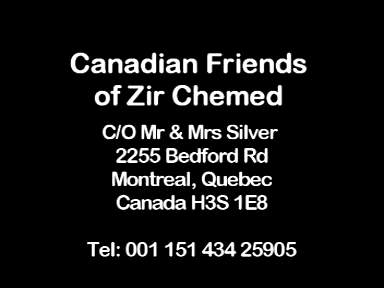 Canadian Friends
of Zir Chemed
C/O Mr & Mrs Silver
2255 Bedford Rd
Montreal, Quebec
Canada H3S 1E8
Tel: 001 151 434 25905